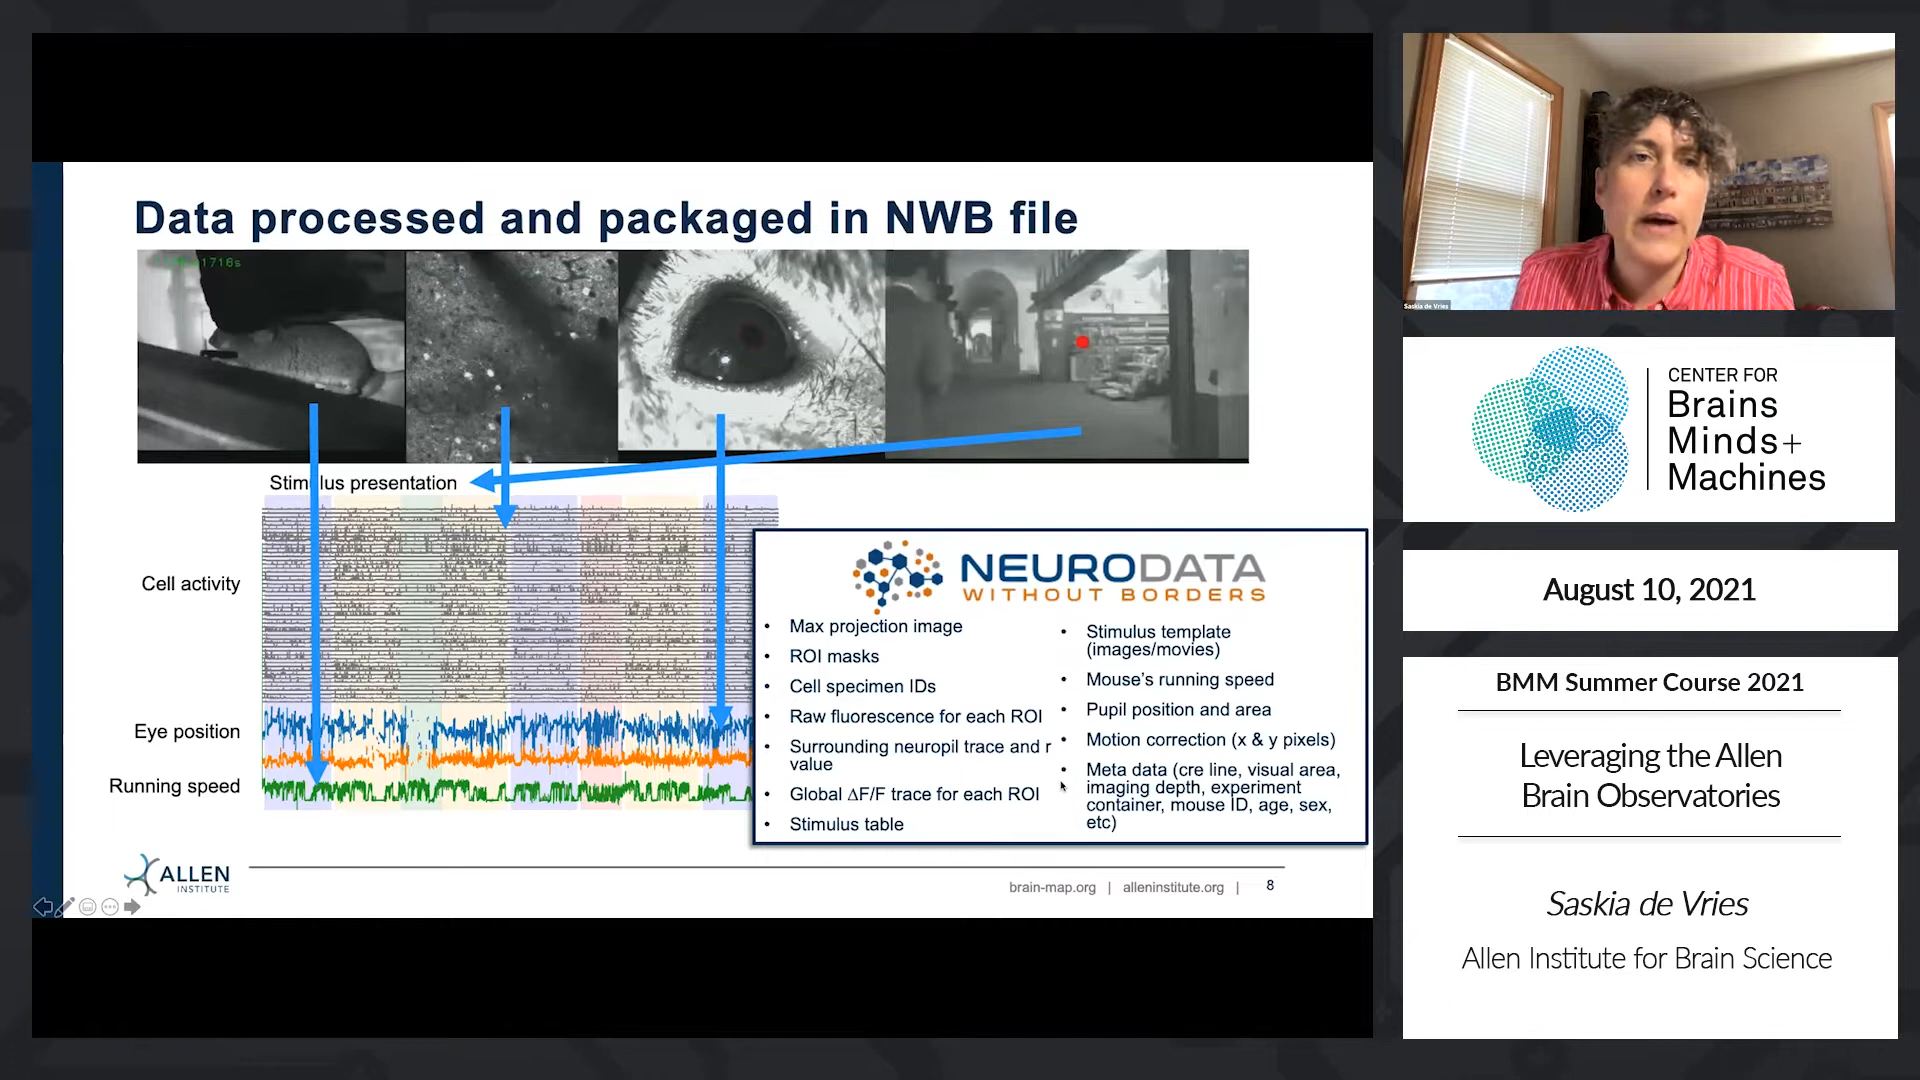 Data processed and packaged in NWB file
Stimulus presentation
Cell activity
Eye position
Running speed
NEURODATA
WITHOUT BORDERS
• Max projection image
• ROI masks
• Cell specimen IDs
• Raw fluorescence for each ROI
• Surrounding neuropil trace and r
value
• Global ΔF/F trace for each ROI
• Stimulus table
• Stimulus template
(images/movies)
• Mouse's running speed
• Pupil position and area
• Motion correction (x & y pixels)
• Meta data (cre line, visual area,
imaging depth, experiment
container, mouse ID, age, sex,
etc)
ALLEN
INSTITUTE
brain-map.org | alleninstitute.org | 8
Saskia de Vries
CENTER FOR
Brains
Minds+
Machines
August 10, 2021
BMM Summer Course 2021
Leveraging the Allen
Brain Observatories
Saskia de Vries
Allen Institute for Brain Science